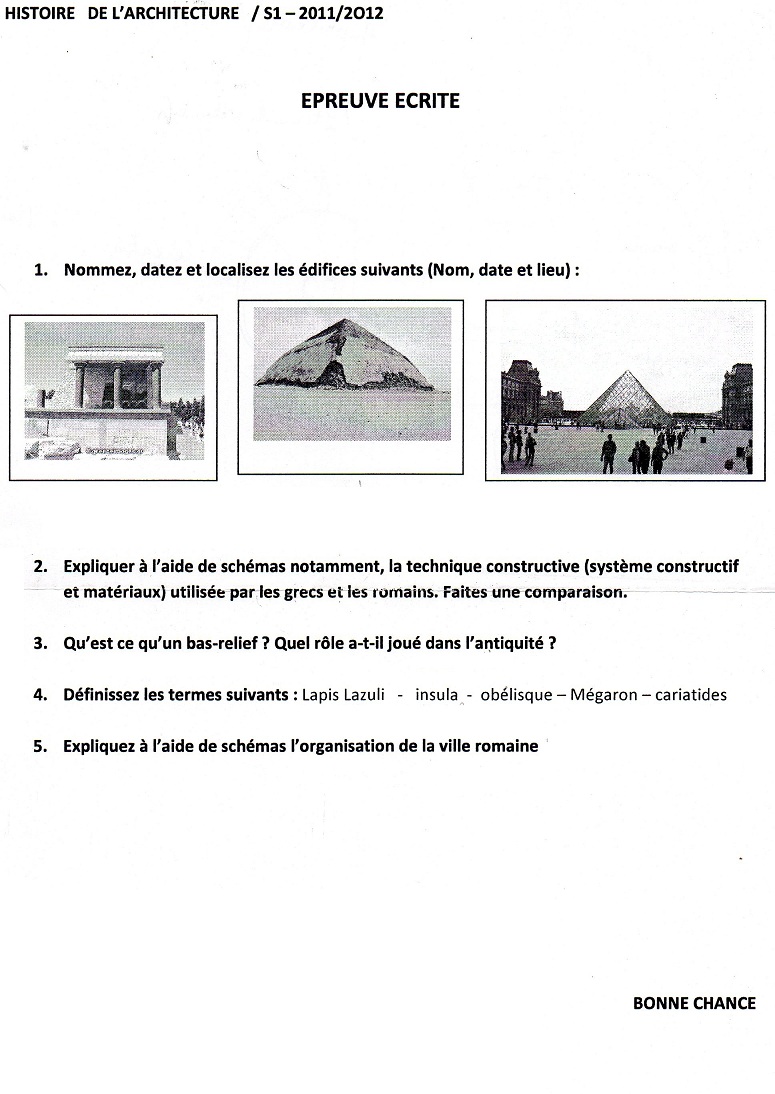 HISTOIRE DE L'ARCHITECTURE / S1 – 2011/2O12
EPREUVE ECRITE
1. Nommez, datez et localisez les édifices suivants (Nom, date et lieu) :
2. Expliquer à l'aide de schémas notamment, la technique constructive (système constructif
et matériaux) utilisée par les grecs et les romains. Faites une comparaison.
3. Qu'est ce qu'un bas-relief ? Quel rôle a-t-il joué dans l'antiquité ?
4. Définissez les termes suivants : Lapis Lazuli - insula - obélisque – Mégaron – cariatides
5. Expliquez à l'aide de schémas l'organisation de la ville romaine
BONNE CHANCE